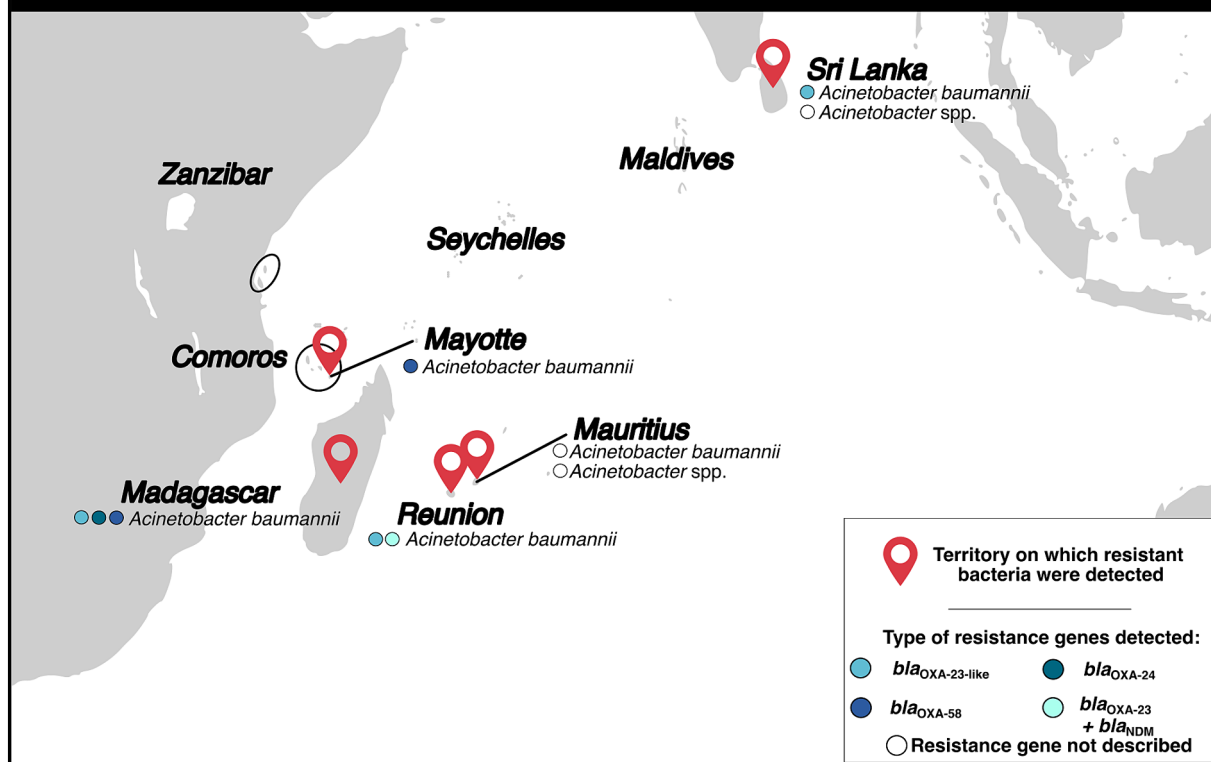 Sri Lanka
Acinetobacter baumannii
Acinetobacter spp.
Maldives
Zanzibar
Seychelles
Mayotte
Acinetobacter baumannii
Comoros
Mauritius
Acinetobacter baumannii
Acinetobacter spp.
Madagascar
Acinetobacter baumannii
Reunion
Acinetobacter baumannii
Territory on which resistant
bacteria were detected
Type of resistance genes detected:
blaOXA-23-like
blaOXA-24
blaOXA-58
blaOXA-23
+ blaNDM
Resistance gene not described